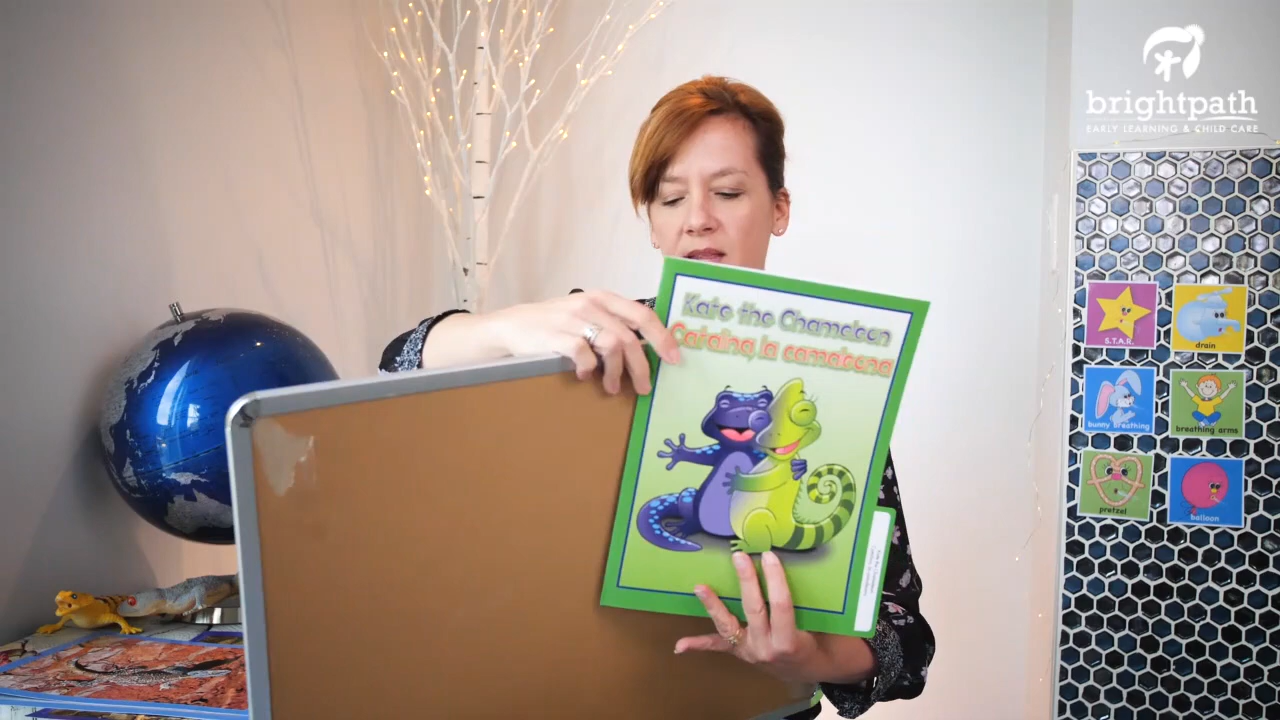 brightpath
EARLY LEARNING & CHILD CARE
Kate the Chameleon
Catalina la camaleona
S.T.A.R.
drain
bunny breathing
breathing arms
pretzel
balloon